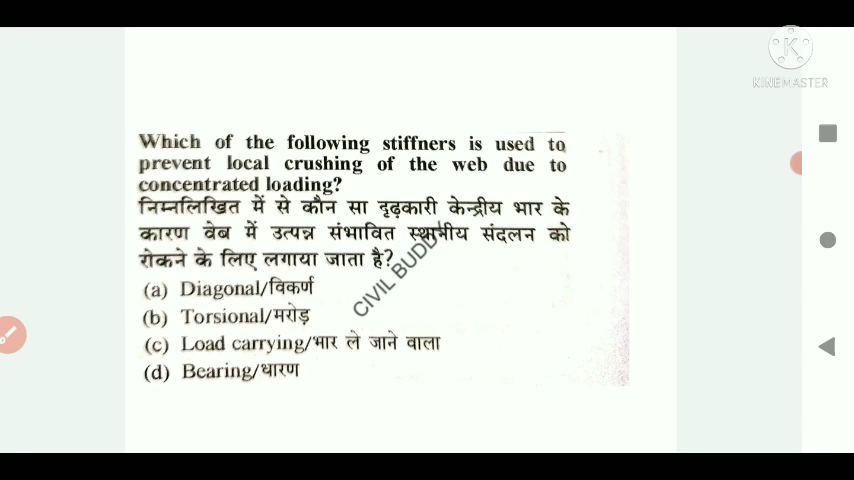 K
KINEMASTER
Which of the following stiffners is used to
prevent local crushing of the web due to
concentrated loading?
निम्नलिखित में से कौन सा दृढ़कारी केन्द्रीय भार के
कारण वेब में उत्पन्न संभावित स्थानीय संदलन को
रोकने के लिए लगाया जाता है?
CIVIL BUDDY
(a) Diagonal/विकर्ण
(b) Torsional/मरोड़
(c) Load carrying/भार ले जाने वाला
(d) Bearing/धारण